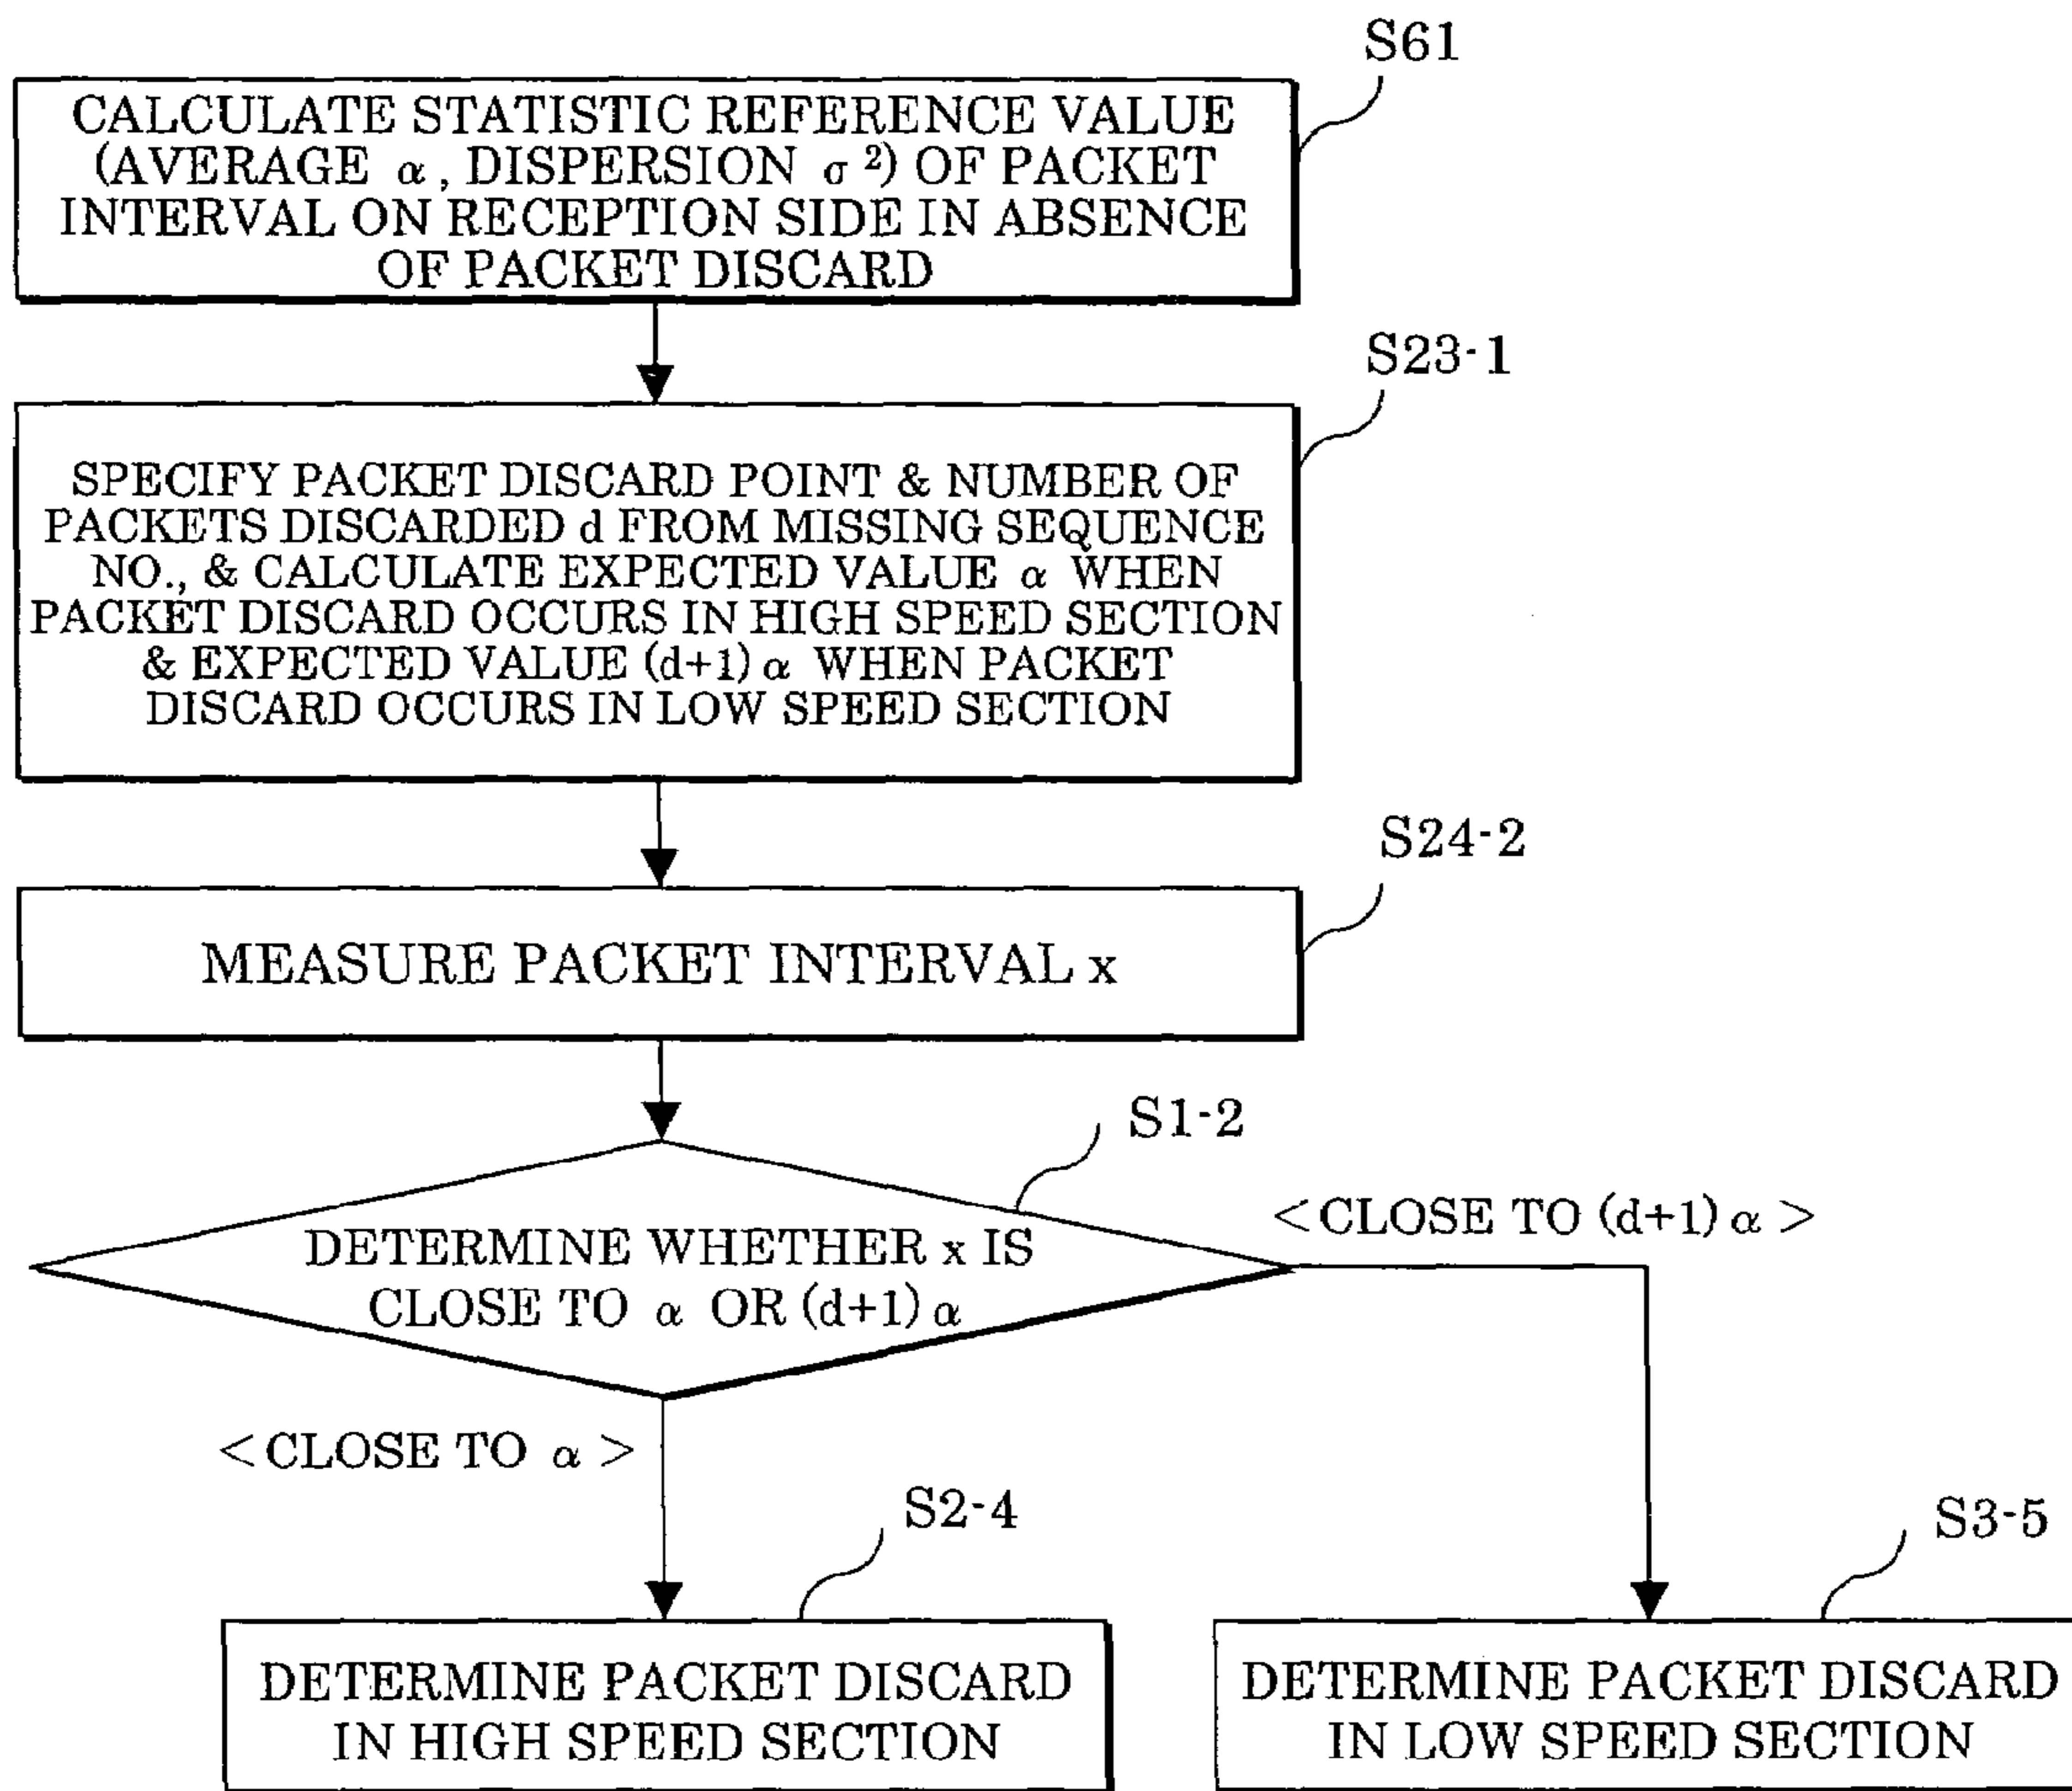 S61
CALCULATE STATISTIC REFERENCE VALUE
(AVERAGE α, DISPERSION σ²) OF PACKET
INTERVAL ON RECEPTION SIDE IN ABSENCE
OF PACKET DISCARD
S23-1
SPECIFY PACKET DISCARD POINT & NUMBER OF
PACKETS DISCARDED d FROM MISSING SEQUENCE
NO., & CALCULATE EXPECTED VALUE α WHEN
PACKET DISCARD OCCURS IN HIGH SPEED SECTION
& EXPECTED VALUE (d+1) α WHEN PACKET
DISCARD OCCURS IN LOW SPEED SECTION
S24-2
MEASURE PACKET INTERVAL x
S1-2
DETERMINE WHETHER x IS
CLOSE TO α OR (d+1) α
<CLOSE TO (d+1) α>
<CLOSE TO α>
S2-4
DETERMINE PACKET DISCARD
IN HIGH SPEED SECTION
S3-5
DETERMINE PACKET DISCARD
IN LOW SPEED SECTION